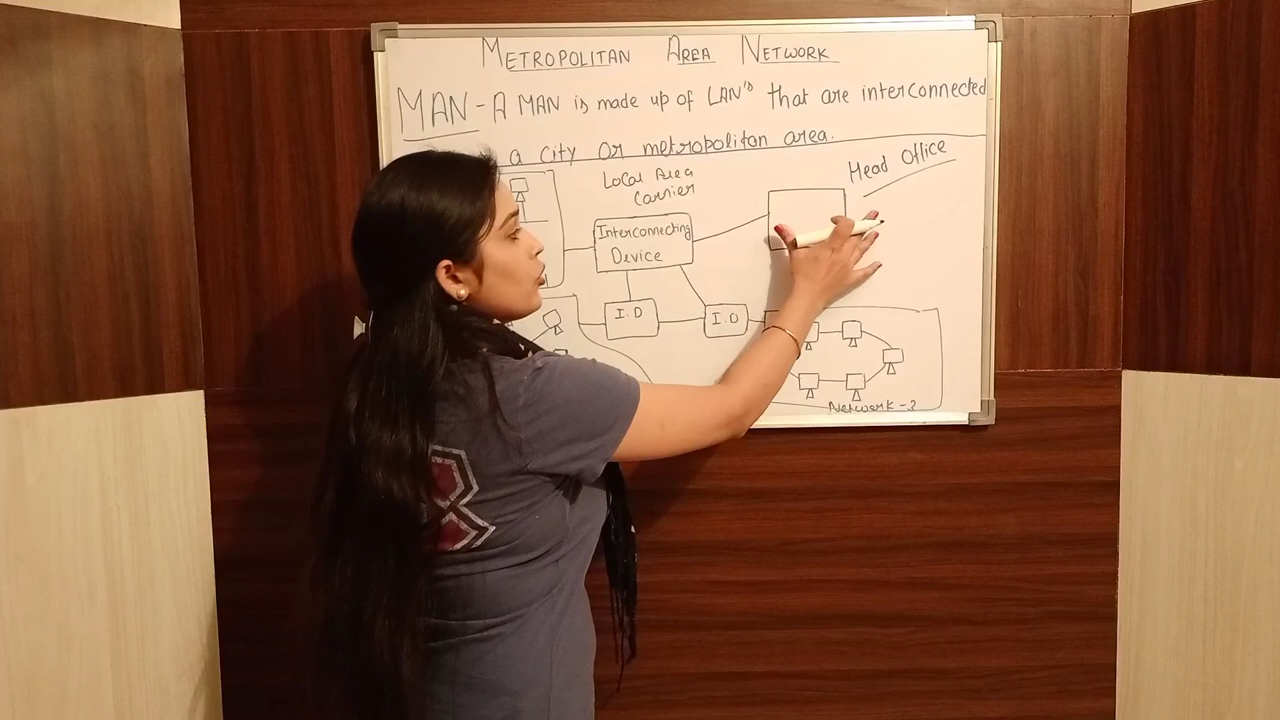 METROPOLITAN AREA NETWORK
MAN - A MAN is made up of LAN's that are interconnected
a city or metropolitan area.
Head Office
Local Area
Carrier
Interconnecting
Device
I.D
I.D
Network-3